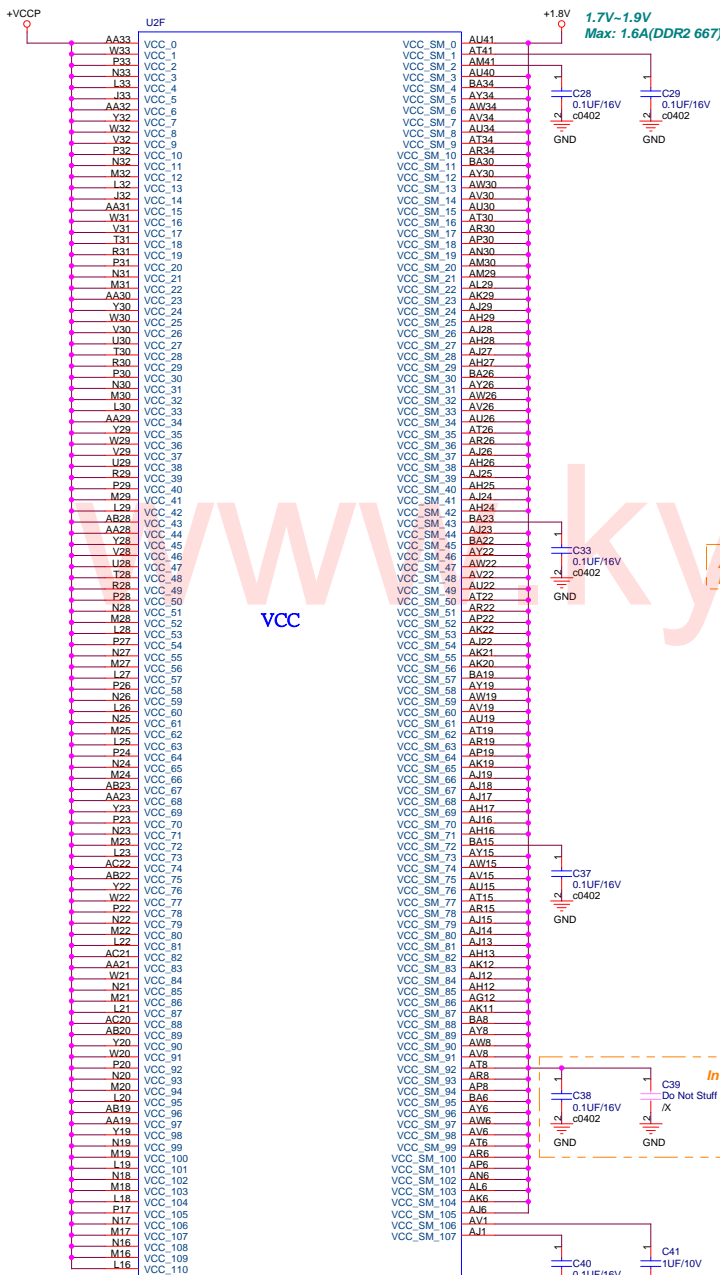 +VCCP
U2F
+1.8V
1.7V~1.9V
Max: 1.6A(DDR2 667)
AA33 VCC_0 VCC_SM_0 AU41
W33 VCC_1 VCC_SM_1 AT41
P33 VCC_2 VCC_SM_2 AM41
N33 VCC_3 VCC_SM_3 AU40
L33 VCC_4 VCC_SM_4 BA34
J33 VCC_5 VCC_SM_5 AY34
AA32 VCC_6 VCC_SM_6 AW34
Y32 VCC_7 VCC_SM_7 AV34
W32 VCC_8 VCC_SM_8 AU34
V32 VCC_9 VCC_SM_9 AT34
P32 VCC_10 VCC_SM_10 AR34
N32 VCC_11 VCC_SM_11 BA30
M32 VCC_12 VCC_SM_12 AY30
L32 VCC_13 VCC_SM_13 AW30
J32 VCC_14 VCC_SM_14 AV30
AA31 VCC_15 VCC_SM_15 AU30
W31 VCC_16 VCC_SM_16 AT30
V31 VCC_17 VCC_SM_17 AR30
T31 VCC_18 VCC_SM_18 AP30
R31 VCC_19 VCC_SM_19 AN30
P31 VCC_20 VCC_SM_20 AM30
N31 VCC_21 VCC_SM_21 AM29
M31 VCC_22 VCC_SM_22 AL29
AA30 VCC_23 VCC_SM_23 AK29
Y30 VCC_24 VCC_SM_24 AJ29
W30 VCC_25 VCC_SM_25 AH29
V30 VCC_26 VCC_SM_26 AJ28
U30 VCC_27 VCC_SM_27 AH28
T30 VCC_28 VCC_SM_28 AJ27
R30 VCC_29 VCC_SM_29 AH27
P30 VCC_30 VCC_SM_30 BA26
N30 VCC_31 VCC_SM_31 AY26
M30 VCC_32 VCC_SM_32 AW26
L30 VCC_33 VCC_SM_33 AV26
AA29 VCC_34 VCC_SM_34 AU26
Y29 VCC_35 VCC_SM_35 AT26
W29 VCC_36 VCC_SM_36 AR26
V29 VCC_37 VCC_SM_37 AJ26
U29 VCC_38 VCC_SM_38 AH26
R29 VCC_39 VCC_SM_39 AJ25
P29 VCC_40 VCC_SM_40 AH25
M29 VCC_41 VCC_SM_41 AJ24
L29 VCC_42 VCC_SM_42 AH24
AB28 VCC_43 VCC_SM_43 BA23
AA28 VCC_44 VCC_SM_44 AJ23
Y28 VCC_45 VCC_SM_45 BA22
V28 VCC_46 VCC_SM_46 AY22
U28 VCC_47 VCC_SM_47 AW22
T28 VCC_48 VCC_SM_48 AV22
R28 VCC_49 VCC_SM_49 AU22
P28 VCC_50 VCC_SM_50 AT22
N28 VCC_51 VCC_SM_51 AR22
M28 VCC_52 VCC_SM_52 AP22
L28 VCC_53 VCC_SM_53 AK22
P27 VCC_54 VCC_SM_54 AJ22
N27 VCC_55 VCC_SM_55 AK21
M27 VCC_56 VCC_SM_56 AK20
L27 VCC_57 VCC_SM_57 BA19
P26 VCC_58 VCC_SM_58 AY19
N26 VCC_59 VCC_SM_59 AW19
L26 VCC_60 VCC_SM_60 AV19
N25 VCC_61 VCC_SM_61 AU19
M25 VCC_62 VCC_SM_62 AT19
L25 VCC_63 VCC_SM_63 AR19
P24 VCC_64 VCC_SM_64 AP19
N24 VCC_65 VCC_SM_65 AK19
M24 VCC_66 VCC_SM_66 AJ19
AB23 VCC_67 VCC_SM_67 AJ18
AA23 VCC_68 VCC_SM_68 AJ17
Y23 VCC_69 VCC_SM_69 AH17
P23 VCC_70 VCC_SM_70 AJ16
N23 VCC_71 VCC_SM_71 AH16
M23 VCC_72 VCC_SM_72 BA15
L23 VCC_73 VCC_SM_73 AY15
AC22 VCC_74 VCC_SM_74 AW15
AB22 VCC_75 VCC_SM_75 AV15
Y22 VCC_76 VCC_SM_76 AU15
W22 VCC_77 VCC_SM_77 AT15
P22 VCC_78 VCC_SM_78 AR15
N22 VCC_79 VCC_SM_79 AJ15
M22 VCC_80 VCC_SM_80 AJ14
L22 VCC_81 VCC_SM_81 AJ13
AC21 VCC_82 VCC_SM_82 AH13
AA21 VCC_83 VCC_SM_83 AK12
W21 VCC_84 VCC_SM_84 AJ12
N21 VCC_85 VCC_SM_85 AH12
M21 VCC_86 VCC_SM_86 AG12
L21 VCC_87 VCC_SM_87 AK11
AC20 VCC_88 VCC_SM_88 BA8
AB20 VCC_89 VCC_SM_89 AY8
Y20 VCC_90 VCC_SM_90 AW8
W20 VCC_91 VCC_SM_91 AV8
P20 VCC_92 VCC_SM_92 AT8
N20 VCC_93 VCC_SM_93 AR8
M20 VCC_94 VCC_SM_94 AP8
L20 VCC_95 VCC_SM_95 BA6
AB19 VCC_96 VCC_SM_96 AY6
AA19 VCC_97 VCC_SM_97 AW6
Y19 VCC_98 VCC_SM_98 AV6
N19 VCC_99 VCC_SM_99 AT6
M19 VCC_100 VCC_SM_100 AR6
L19 VCC_101 VCC_SM_101 AP6
N18 VCC_102 VCC_SM_102 AN6
M18 VCC_103 VCC_SM_103 AL6
L18 VCC_104 VCC_SM_104 AK6
P17 VCC_105 VCC_SM_105 AJ6
N17 VCC_106 VCC_SM_106 AV1
M17 VCC_107 VCC_SM_107 AJ1
N16 VCC_108
M16 VCC_109
L16 VCC_110
VCC
1 C28 0.1UF/16V c0402 2 GND
1 C29 0.1UF/16V c0402 2 GND
1 C33 0.1UF/16V c0402 2 GND
1 C37 0.1UF/16V c0402 2 GND
In
1 C38 0.1UF/16V c0402 2 GND
1 C39 Do Not Stuff /X 2 GND
1 C40 0.1UF/16V
1 C41 1UF/10V
www.ky